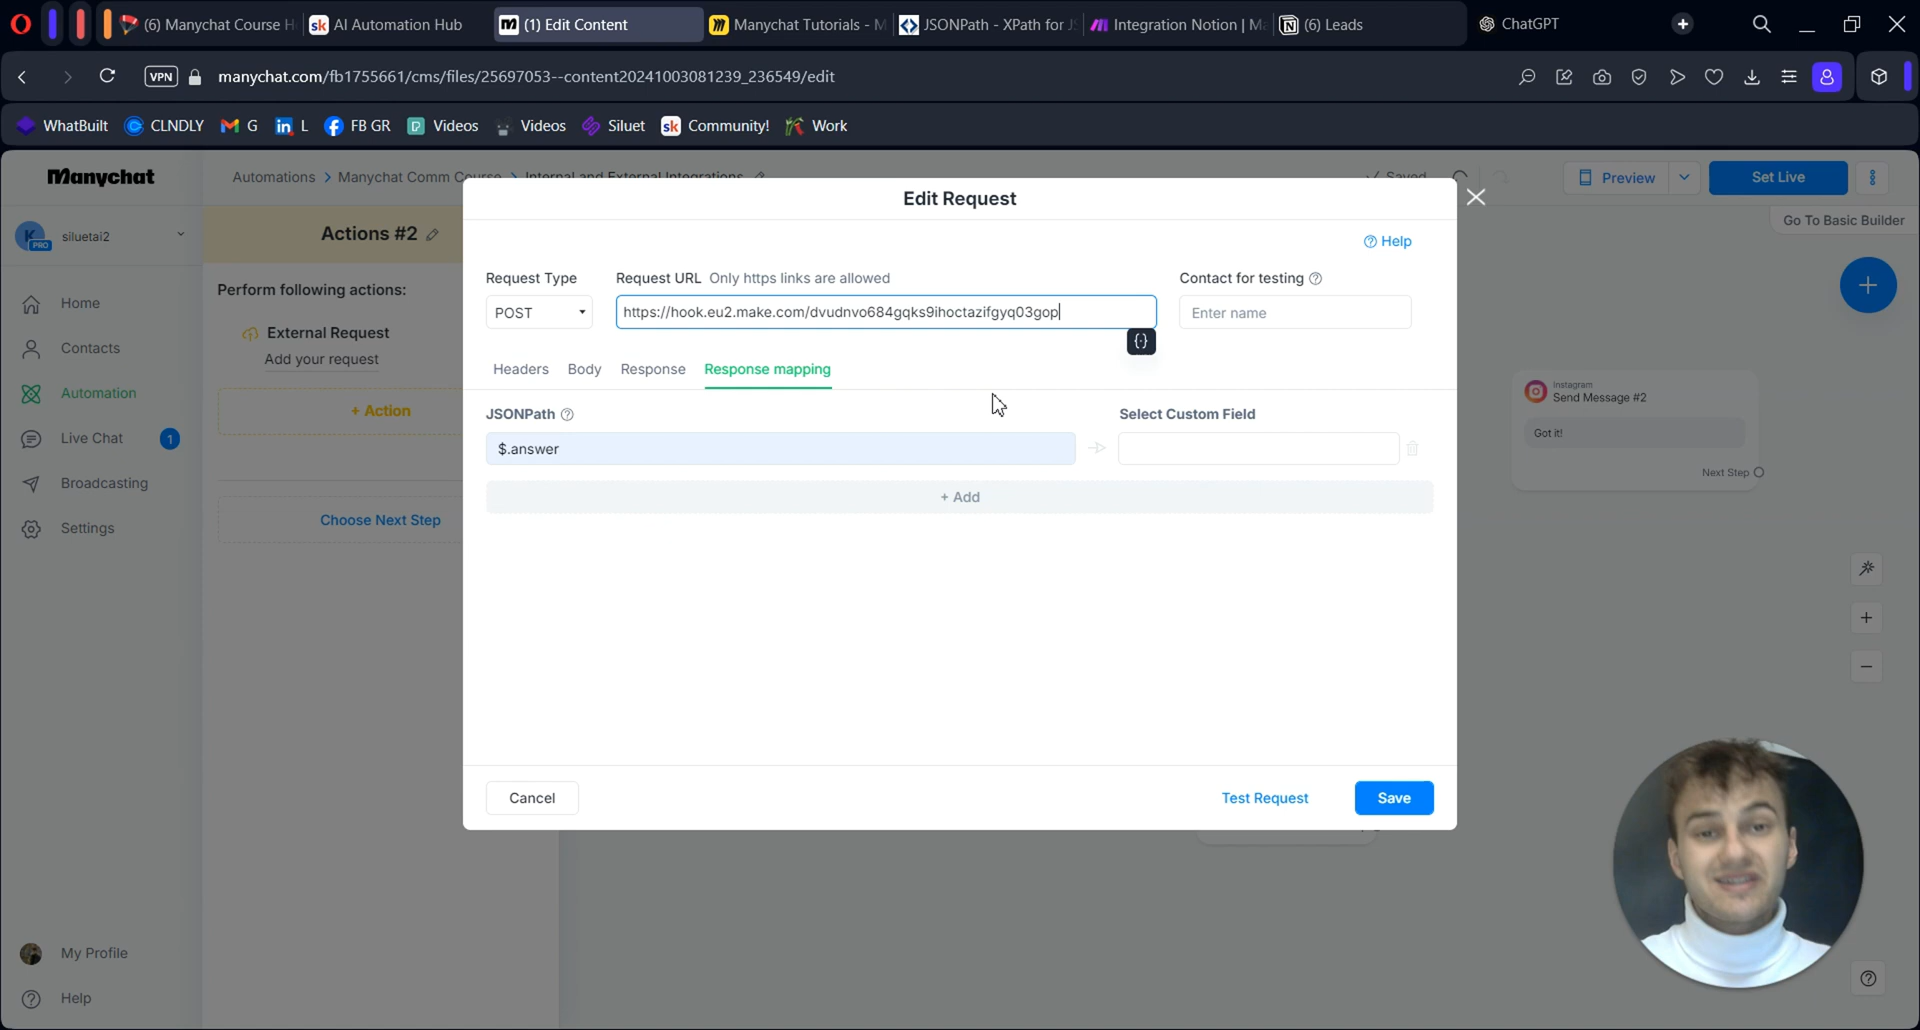 (6) Manychat Course H
AI Automation Hub
(1) Edit Content
Manychat Tutorials - M
JSONPath - XPath for JS
Integration Notion | Ma
(6) Leads
ChatGPT
VPN
manychat.com/fb1755661/cms/files/25697053--content20241003081239_236549/edit
WhatBuilt
CLNDLY
G
L
FB GR
Videos
Videos
Siluet
Community!
Work
Manychat
Automations > Manychat Comm Course > Internal and External Integrations
Saved
Preview
Set Live
Go To Basic Builder
K
PRO
siluetai2
Home
Contacts
Automation
Live Chat
1
Broadcasting
Settings
My Profile
Help
Actions #2
Perform following actions:
External Request
Add your request
+ Action
Choose Next Step
Edit Request
Help
Request Type
Request URL Only https links are allowed
Contact for testing
POST
https://hook.eu2.make.com/dvudnvo684gqks9ihoctazifgyq03gop
Enter name
{·}
Headers
Body
Response
Response mapping
JSONPath
Select Custom Field
$.answer
+ Add
Cancel
Test Request
Save
Instagram
Send Message #2
Got it!
Next Step